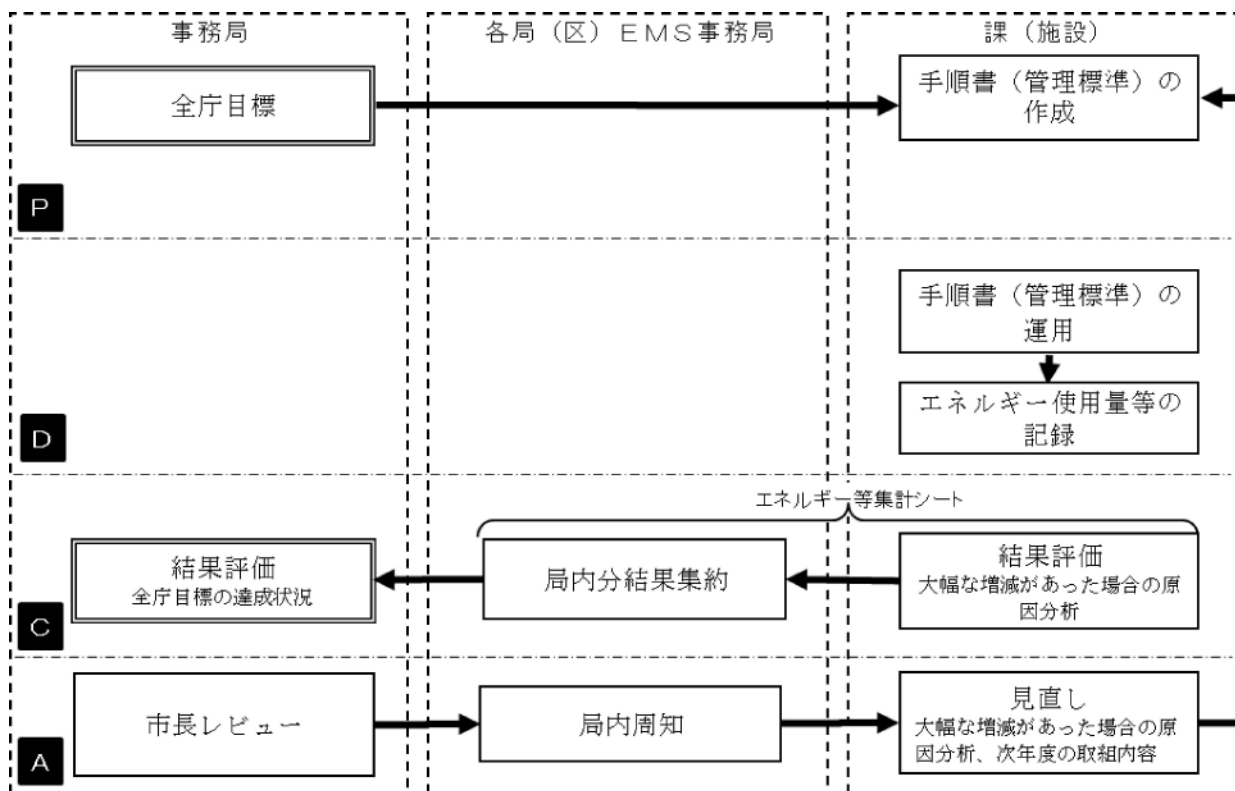 事務局
各局（区）ＥＭＳ事務局
課（施設）
全庁目標
手順書（管理標準）の
作成
P
手順書（管理標準）の
運用
エネルギー使用量等の
記録
D
エネルギー等集計シート
結果評価
全庁目標の達成状況
局内分結果集約
結果評価
大幅な増減があった場合の原
因分析
C
市長レビュー
局内周知
見直し
大幅な増減があった場合の原
因分析、次年度の取組内容
A